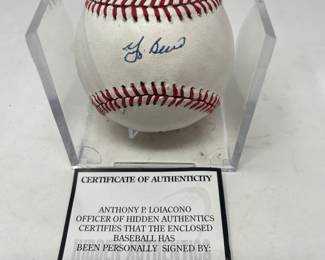 CERTIFICATE OF AUTHENTICITY
ANTHONY P. LOIACONO
OFFICER OF HIDDEN AUTHENTICS
CERTIFIES THAT THE ENCLOSED
BASEBALL HAS
BEEN PERSONALLY SIGNED BY: